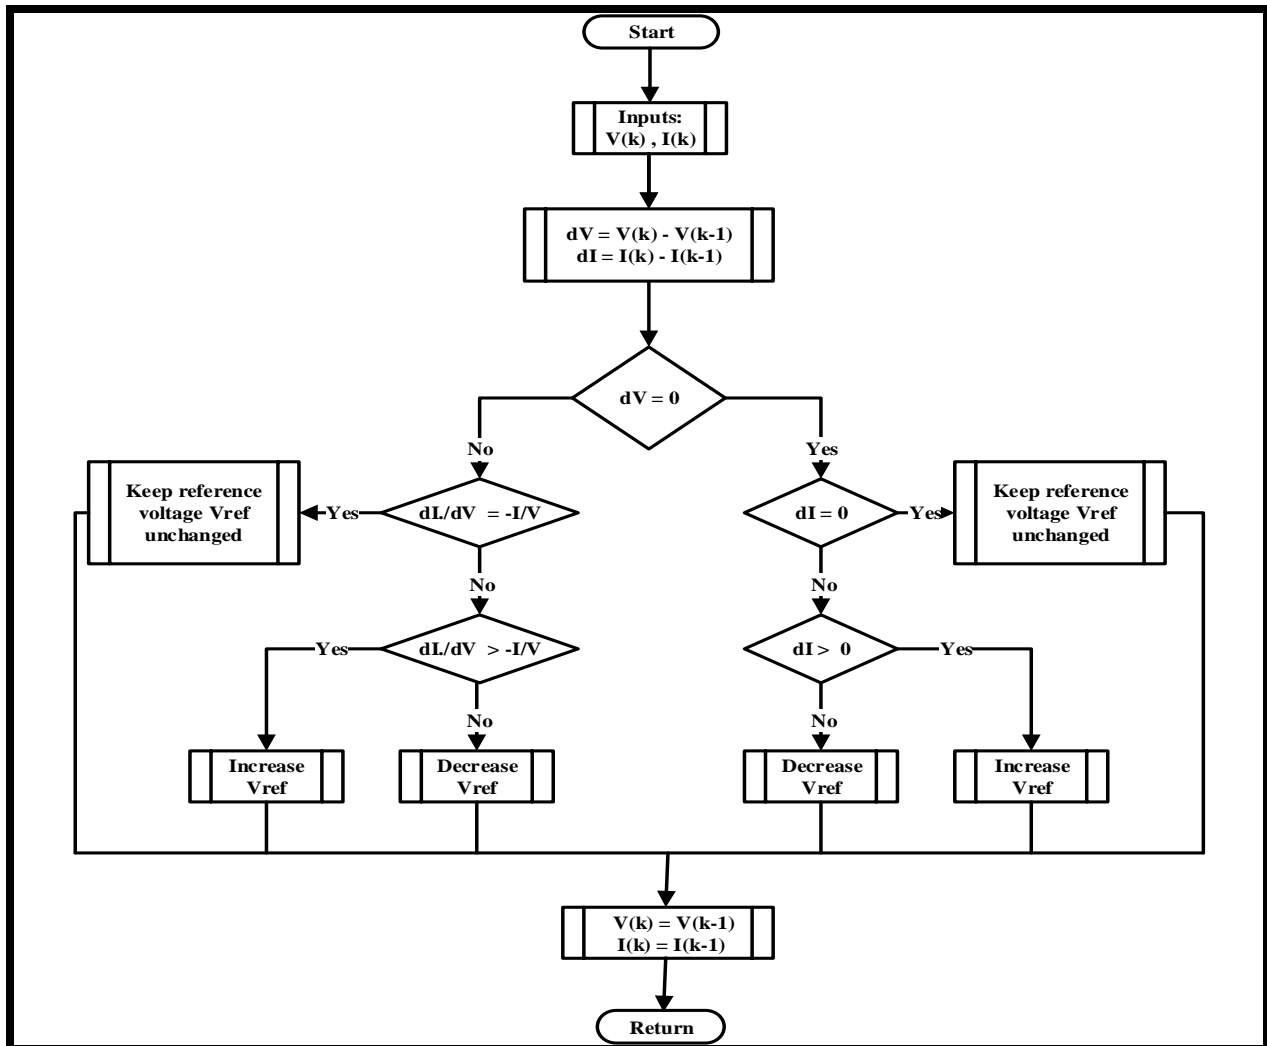 Start
Inputs:
V(k) , I(k)
dV = V(k) - V(k-1)
dI = I(k) - I(k-1)
dV = 0
No
Yes
Keep reference
voltage Vref
unchanged
Yes
dI./dV = -I/V
dI = 0
Yes
Keep reference
voltage Vref
unchanged
No
No
Yes
dI./dV > -I/V
dI > 0
Yes
No
No
Increase
Vref
Decrease
Vref
Decrease
Vref
Increase
Vref
V(k) = V(k-1)
I(k) = I(k-1)
Return